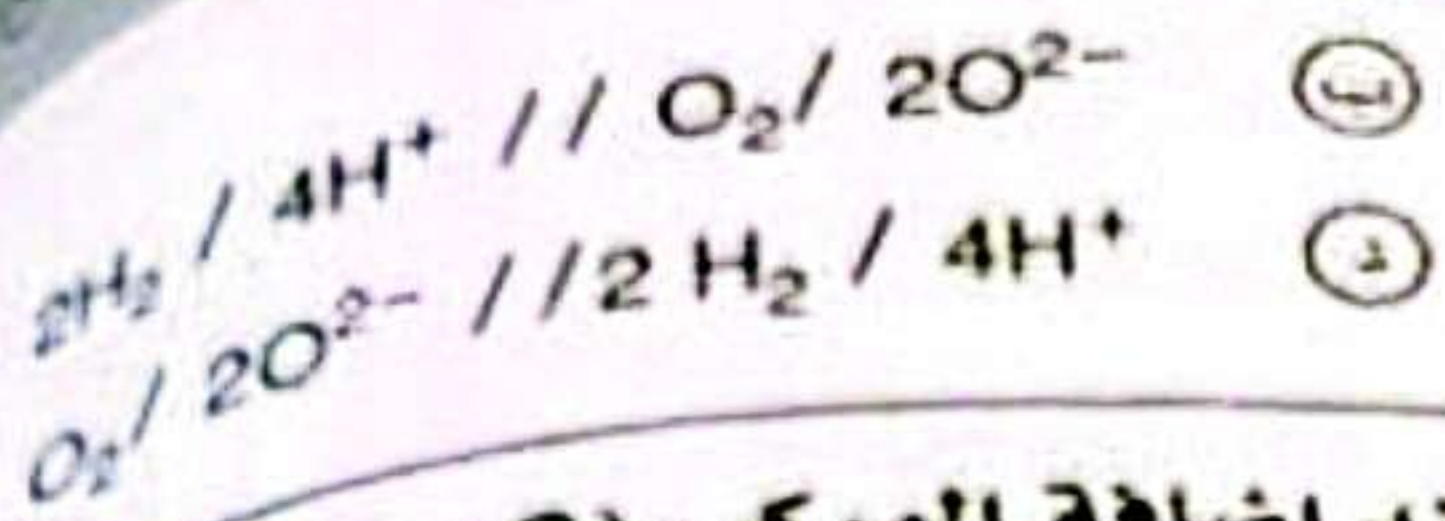 ب 2H₂ / 4H⁺ // O₂ / 2O²⁻
د O₂ / 2O²⁻ // 2 H₂ / 4H⁺